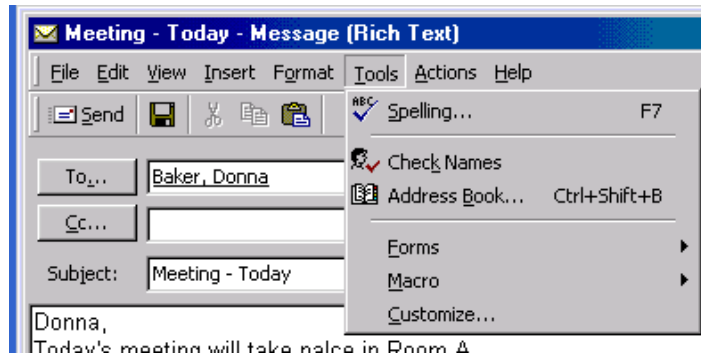 Meeting - Today - Message (Rich Text)
File Edit View Insert Format Tools Actions Help
Send
ABC Spelling... F7
Check Names
To... Baker, Donna
Address Book... Ctrl+Shift+B
Cc...
Forms
Subject: Meeting - Today
Macro
Customize...
Donna,
Today's meeting will take palce in Room A